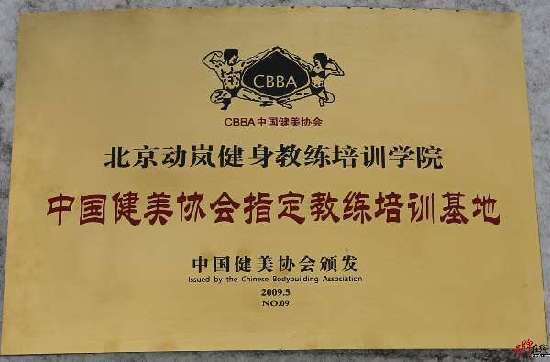 CBBA
CBBA中国健美协会
北京动岚健身教练培训学院
中国健美协会指定教练培训基地
中国健美协会颁发
Issued by the Chinese Bodybuilding Association
2009.5
NO.09